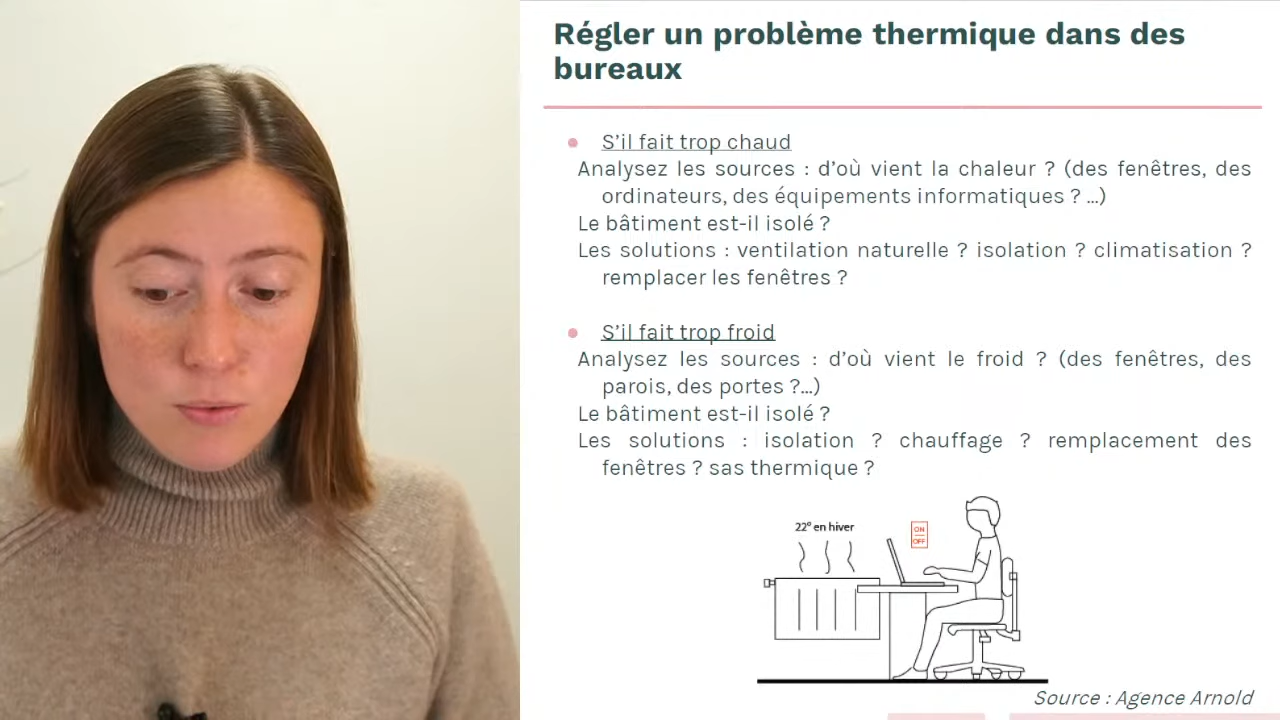 Régler un problème thermique dans des
bureaux
S'il fait trop chaud
Analysez les sources : d'où vient la chaleur ? (des fenêtres, des
ordinateurs, des équipements informatiques ? ...)
Le bâtiment est-il isolé ?
Les solutions : ventilation naturelle ? isolation ? climatisation ?
remplacer les fenêtres ?
S'il fait trop froid
Analysez les sources : d'où vient le froid ? (des fenêtres, des
parois, des portes ?...)
Le bâtiment est-il isolé ?
Les solutions : isolation ? chauffage ? remplacement des
fenêtres ? sas thermique ?
22° en hiver
ON
OFF
Source : Agence Arnold